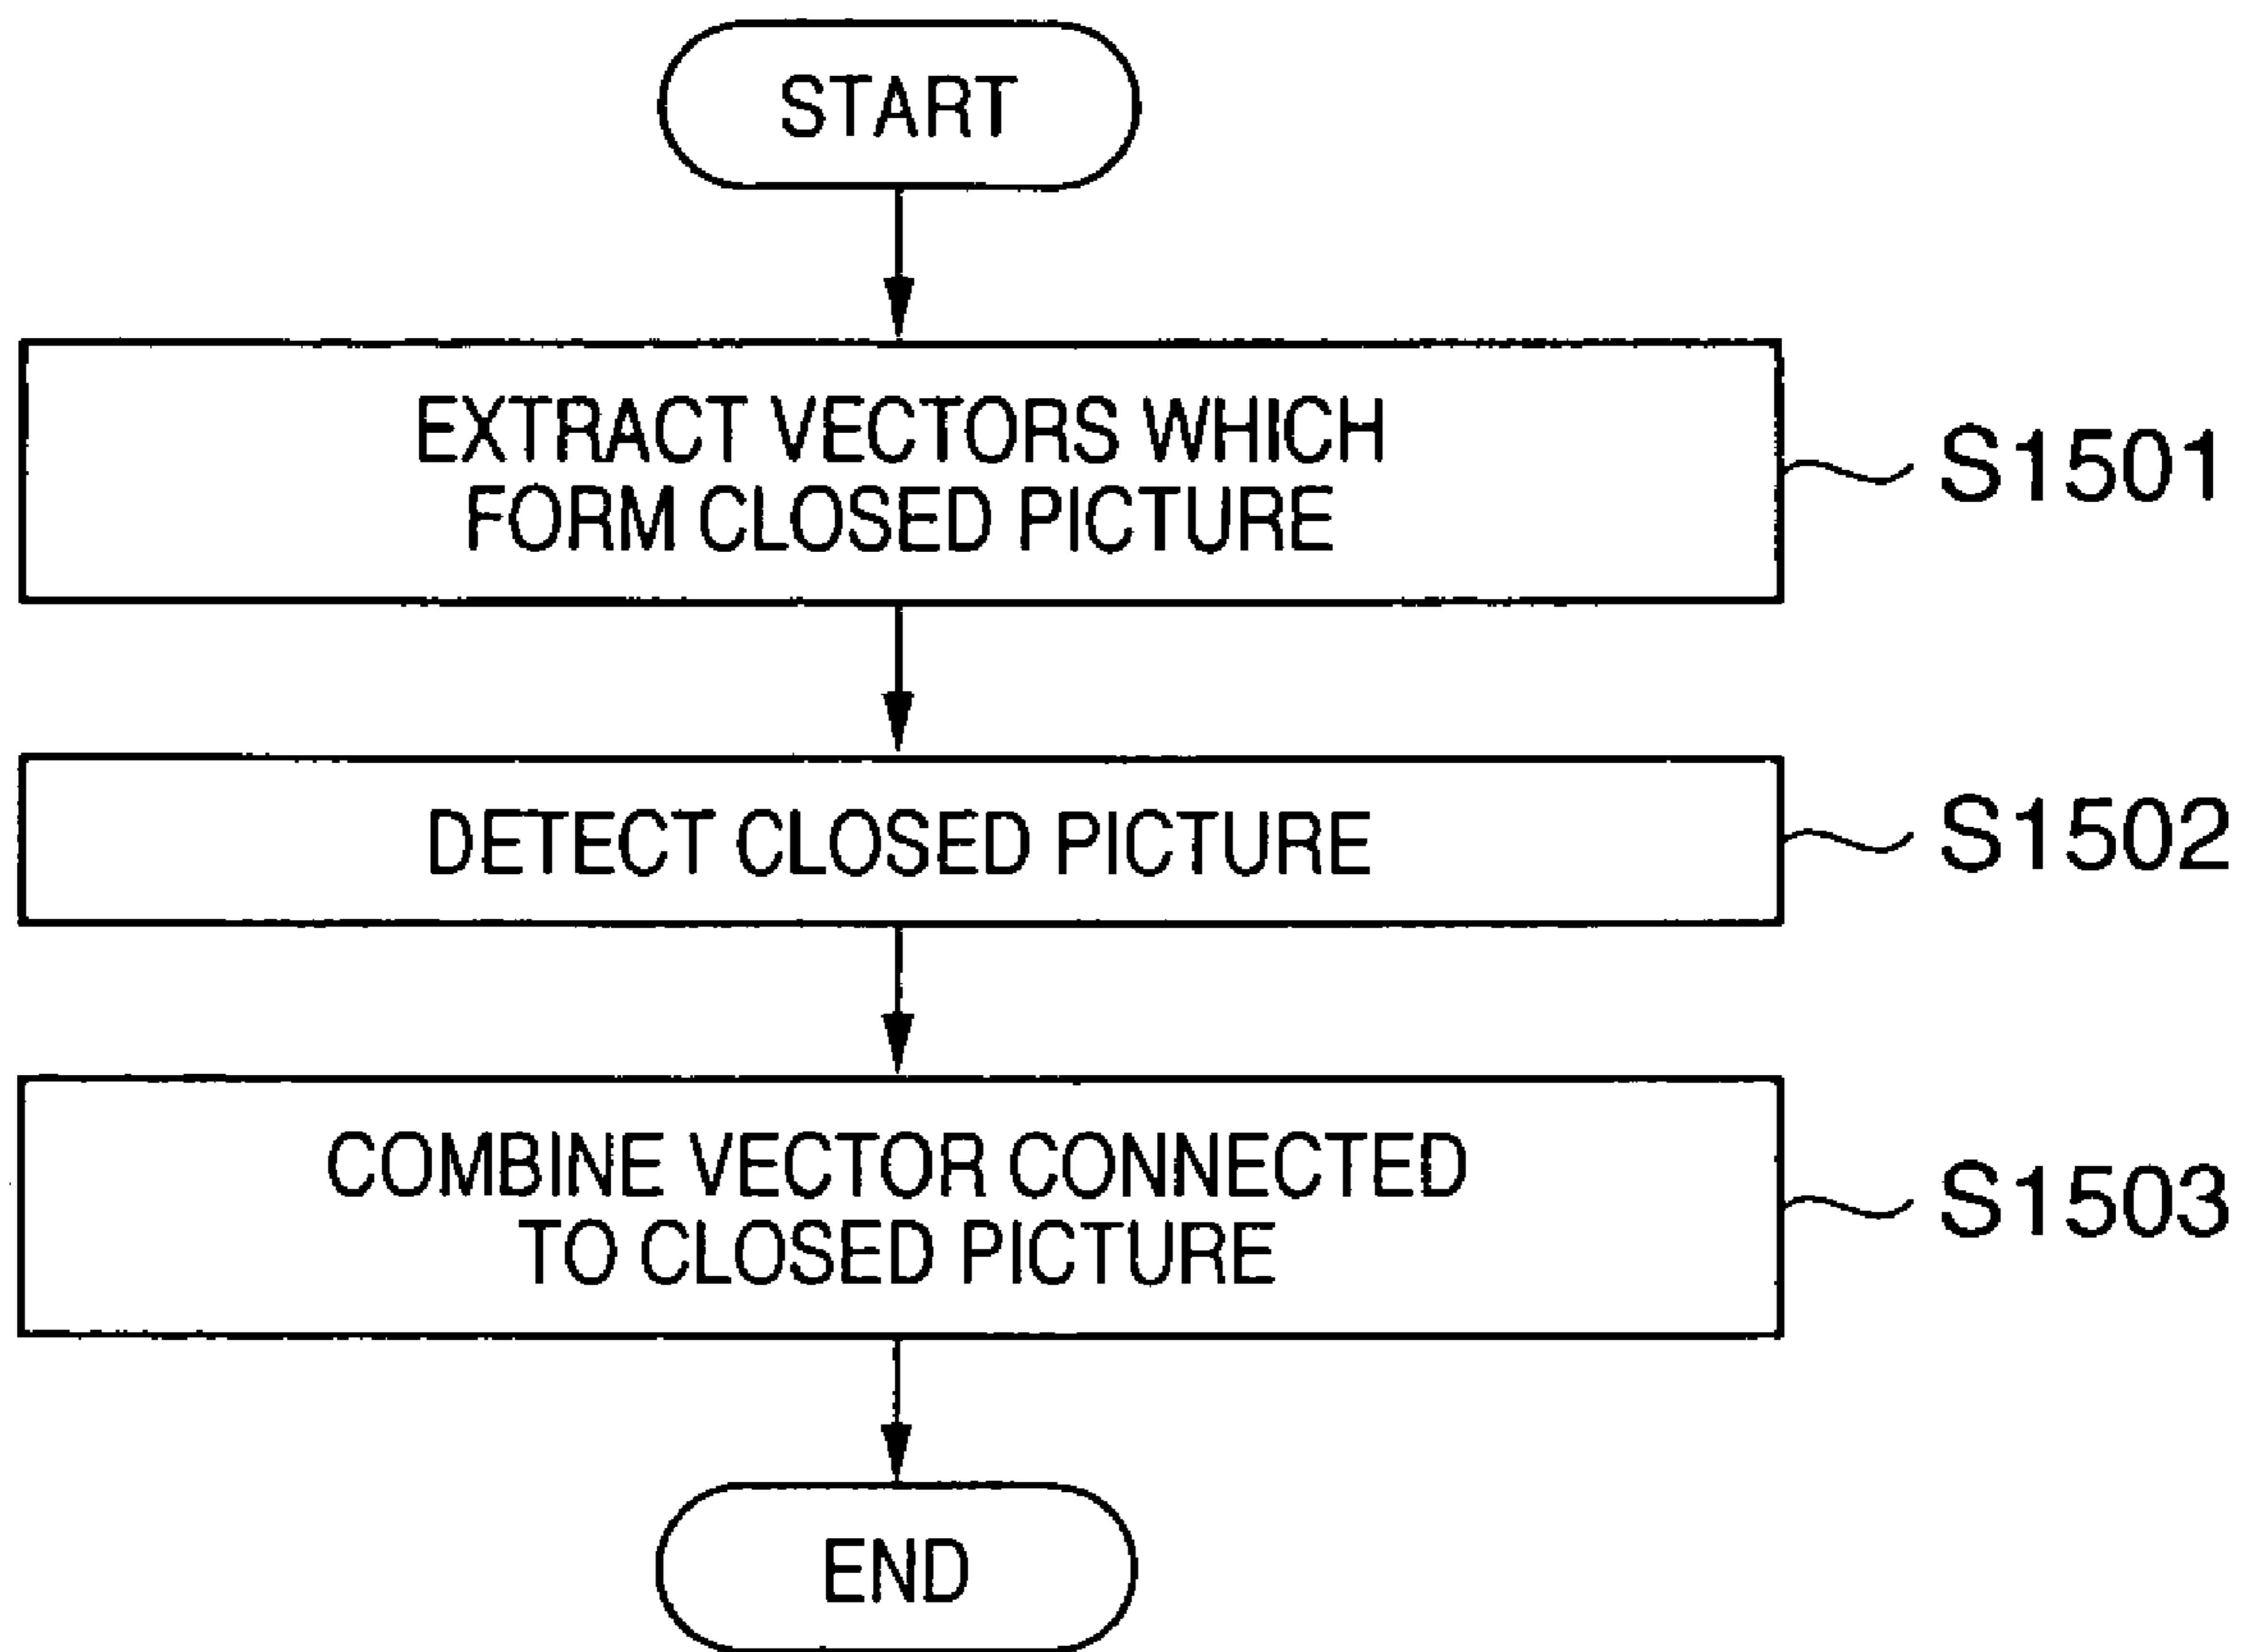 START
EXTRACT VECTORS WHICH
FORM CLOSED PICTURE
S1501
DETECT CLOSED PICTURE
S1502
COMBINE VECTOR CONNECTED
TO CLOSED PICTURE
S1503
END